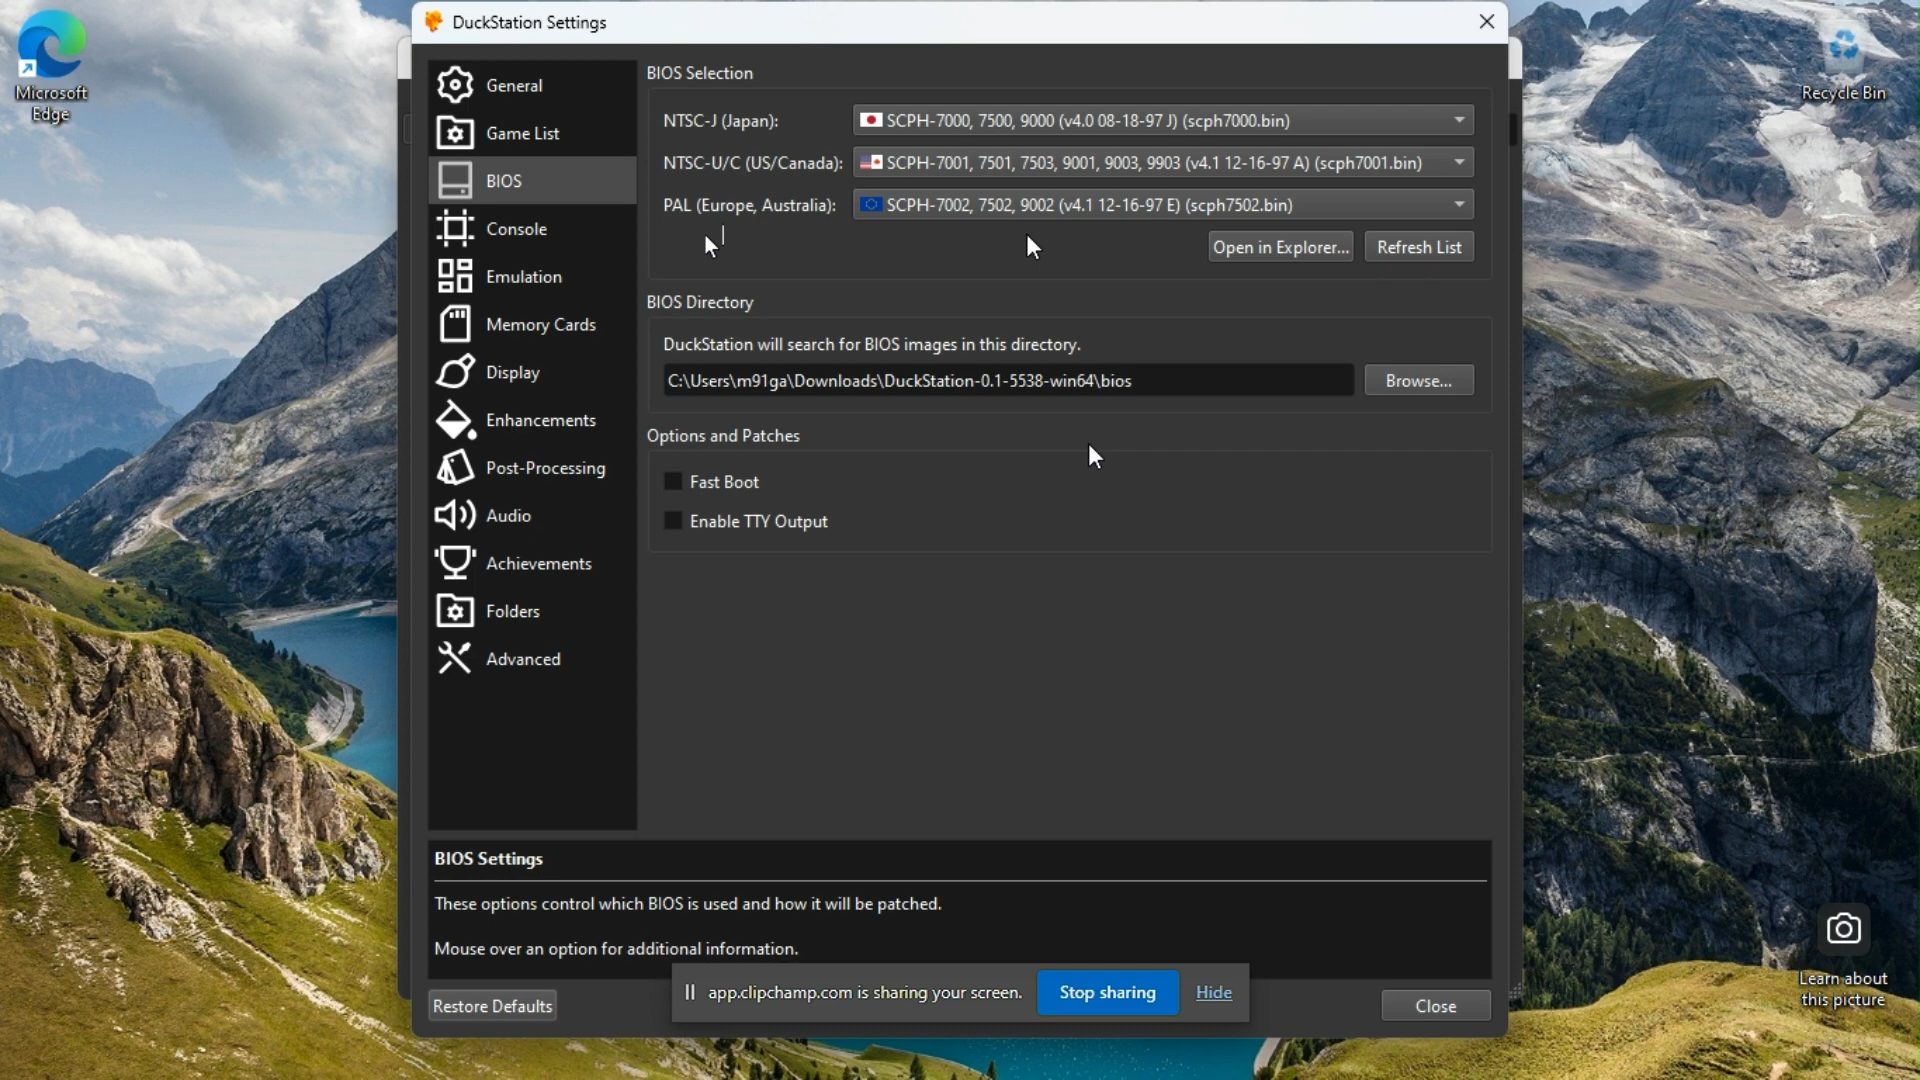 Microsoft
Edge
DuckStation Settings
Recycle Bin
General
Game List
BIOS
Console
Emulation
Memory Cards
Display
Enhancements
Post-Processing
Audio
Achievements
Folders
Advanced
BIOS Selection
NTSC-J (Japan): SCPH-7000, 7500, 9000 (v4.0 08-18-97 J) (scph7000.bin)
NTSC-U/C (US/Canada): SCPH-7001, 7501, 7503, 9001, 9003, 9903 (v4.1 12-16-97 A) (scph7001.bin)
PAL (Europe, Australia): SCPH-7002, 7502, 9002 (v4.1 12-16-97 E) (scph7502.bin)
Open in Explorer... Refresh List
BIOS Directory
DuckStation will search for BIOS images in this directory.
C:\Users\m91ga\Downloads\DuckStation-0.1-5538-win64\bios Browse...
Options and Patches
Fast Boot
Enable TTY Output
BIOS Settings
These options control which BIOS is used and how it will be patched.
Mouse over an option for additional information.
app.clipchamp.com is sharing your screen. Stop sharing Hide
Restore Defaults Close
Learn about
this picture